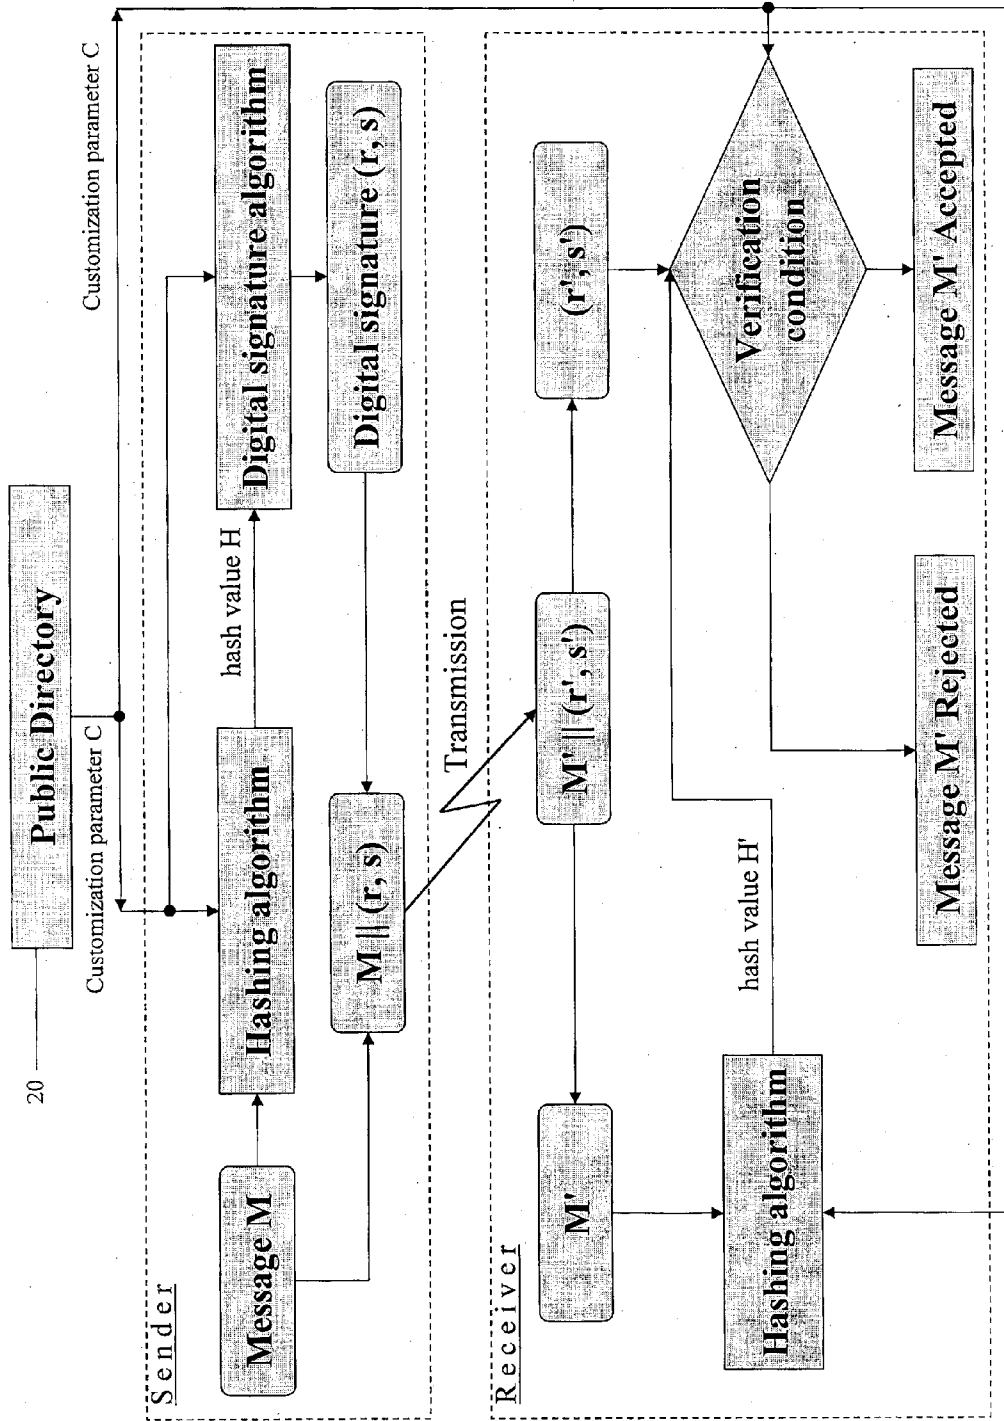 20
Public Directory
Customization parameter C
Customization parameter C
Sender
Message M
Hashing algorithm
hash value H
Digital signature algorithm
M || (r, s)
Digital signature (r, s)
Transmission
Receiver
M'
M' || (r', s')
(r', s')
Hashing algorithm
hash value H'
Verification
condition
Message M' Rejected
Message M' Accepted